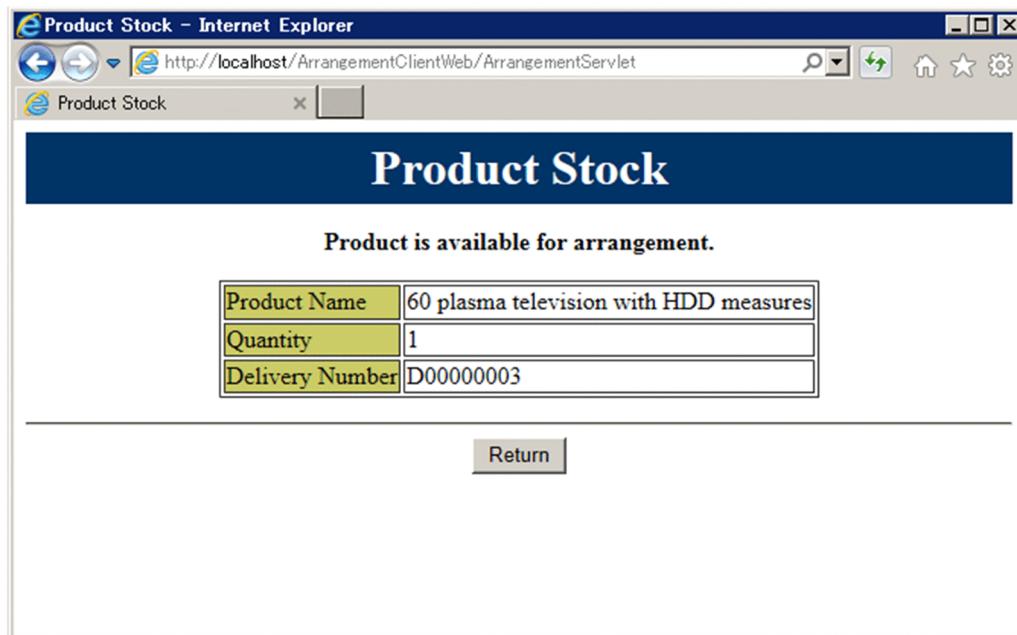 Product Stock - Internet Explorer
http://localhost/ArrangementClientWeb/ArrangementServlet
Product Stock
Product Stock
Product is available for arrangement.
Product Name 60 plasma television with HDD measures
Quantity 1
Delivery Number D00000003
Return